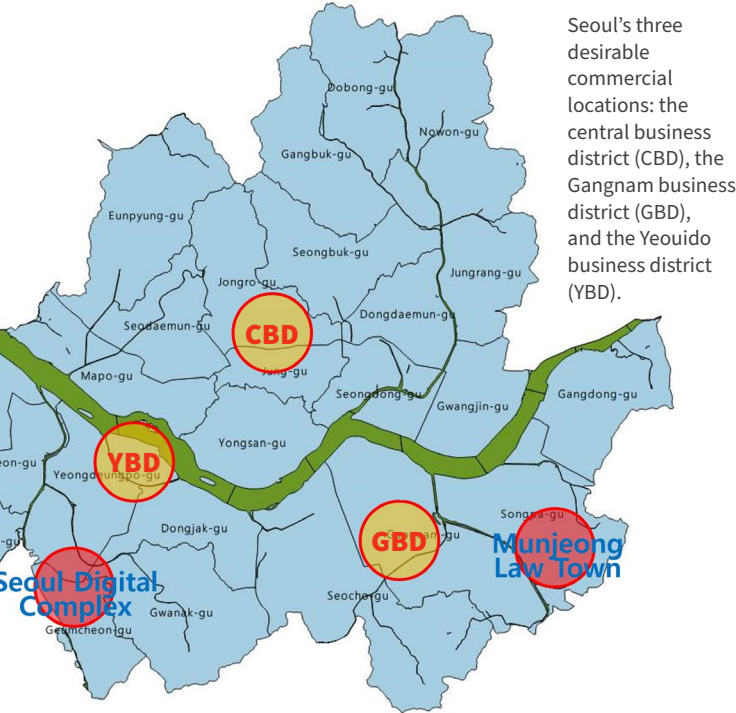 Seoul’s three
desirable
commercial
locations: the
central business
district (CBD), the
Gangnam business
district (GBD),
and the Yeouido
business district
(YBD).
Dobong-gu
Nowon-gu
Gangbuk-gu
Eunpyung-gu
Seongbuk-gu
Jungrang-gu
Jongro-gu
Dongdaemun-gu
Seodaemun-gu
CBD
Jung-gu
Mapo-gu
Seongdong-gu
Gangdong-gu
Gwangjin-gu
Yongsan-gu
YBD
eon-gu
Yeongdeungpo-gu
Songpa-gu
Dongjak-gu
GBD
-gu
Munjeong
Law Town
Seoul Digital
Complex
Seocho-gu
Gwanak-gu
Geumcheon-gu